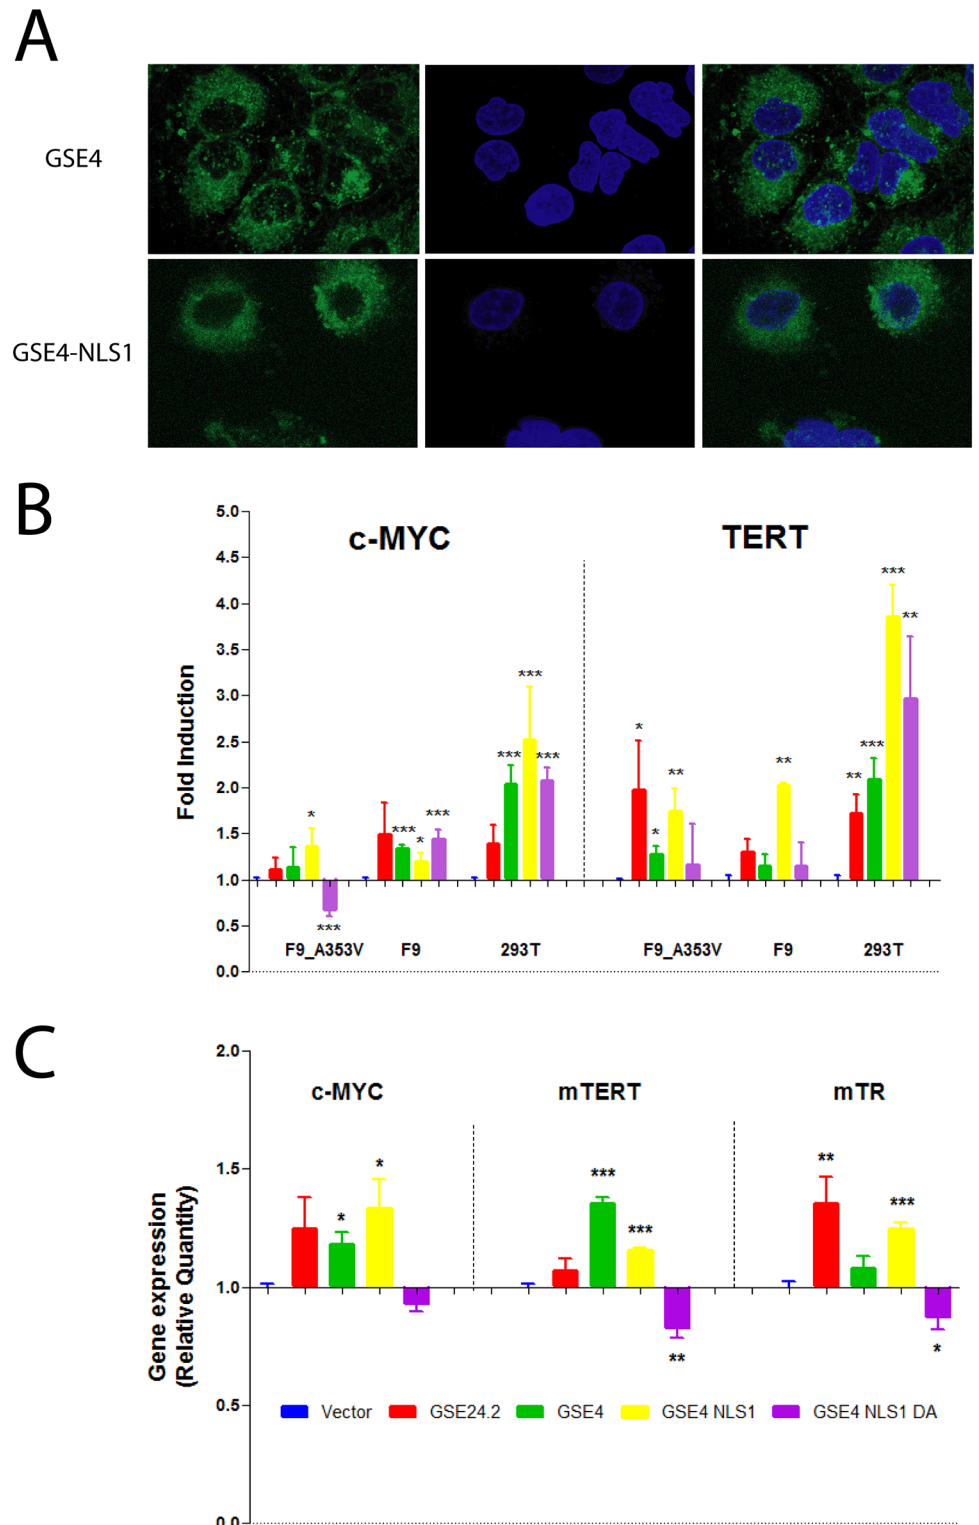 A
GSE4
GSE4-NLS1
B
c-MYC
TERT
Fold Induction
5.0
4.5
4.0
3.5
3.0
2.5
2.0
1.5
1.0
0.5
0.0
*
***
***
*
***
***
***
***
*
*
**
**
**
***
***
**
F9_A353V
F9
293T
F9_A353V
F9
293T
C
c-MYC
mTERT
mTR
Gene expression
(Relative Quantity)
2.0
1.5
1.0
0.5
0.0
*
*
***
***
**
**
***
*
Vector
GSE24.2
GSE4
GSE4 NLS1
GSE4 NLS1 DA